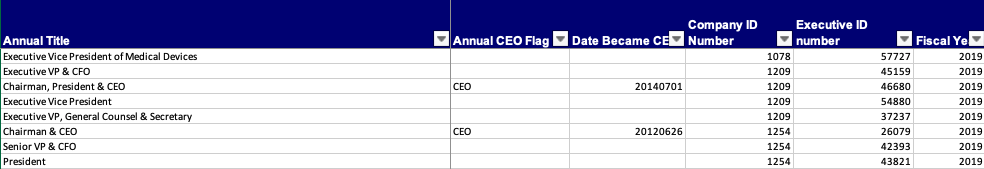 Annual Title Annual CEO Flag Date Became CE Company ID Number Executive ID number Fiscal Ye
Executive Vice President of Medical Devices 1078 57727 2019
Executive VP & CFO 1209 45159 2019
Chairman, President & CEO CEO 20140701 1209 46680 2019
Executive Vice President 1209 54880 2019
Executive VP, General Counsel & Secretary 1209 37237 2019
Chairman & CEO CEO 20120626 1254 26079 2019
Senior VP & CFO 1254 42393 2019
President 1254 43821 2019